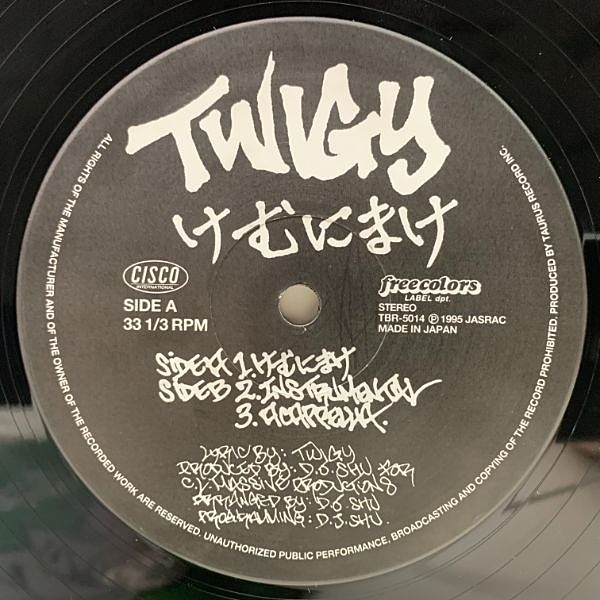 TWIGY
けむにまけ
CISCO
INTERNATIONAL
SIDE A
33 1/3 RPM
freecolors
LABEL dpt.
STEREO
TBR-5014 Ⓟ 1995 JASRAC
MADE IN JAPAN
SIDE A 1. けむにまけ
SIDE B 2. INSTRUMENTAL
3. ACAPPELLA.
LYRIC BY: TWIGY
PRODUCED BY: D.J. SHU FOR
C.L. MASSIVE PRODUCTIONS
ARRANGED BY: D.J. SHU
PROGRAMMING: D.J. SHU.
ALL RIGHTS OF THE MANUFACTURER AND OF THE OWNER OF THE RECORDED WORK ARE RESERVED. UNAUTHORIZED PUBLIC PERFORMANCE, BROADCASTING AND COPYING OF THE RECORD PROHIBITED. PRODUCED BY TAURUS RECORD INC.